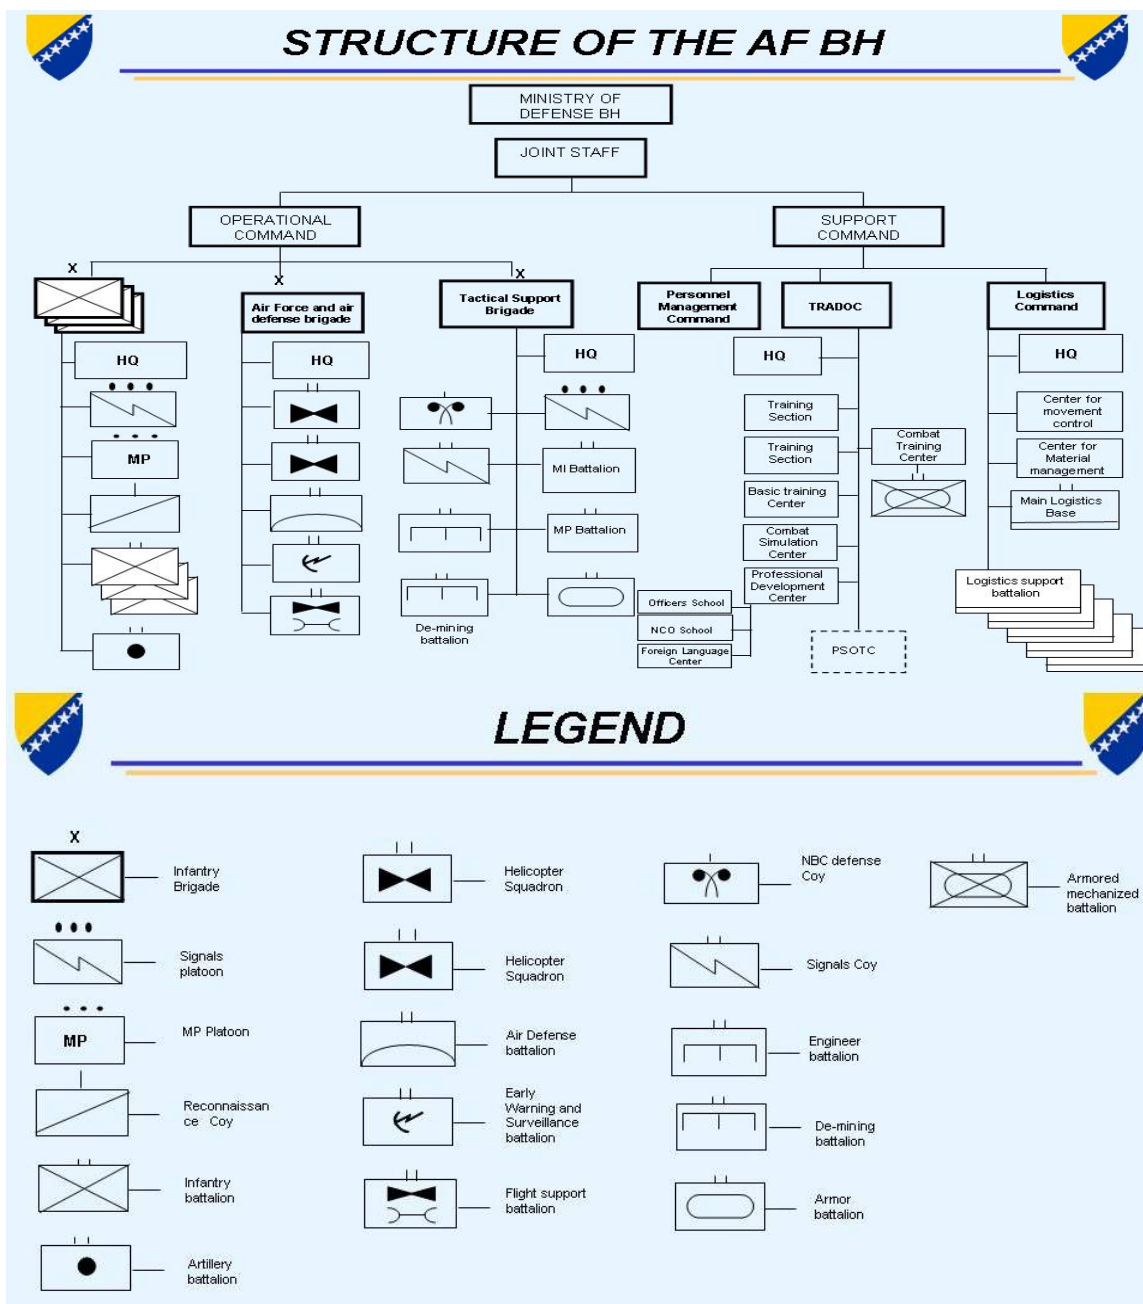 STRUCTURE OF THE AF BH
MINISTRY OF
DEFENSE BH
JOINT STAFF
OPERATIONAL
COMMAND
SUPPORT
COMMAND
X
X
X
Air Force and air
defense brigade
Tactical Support
Brigade
Personnel
Management
Command
TRADOC
Logistics
Command
HQ
MP
HQ
HQ
MI Battalion
MP Battalion
De-mining
battalion
HQ
Training
Section
Training
Section
Basic training
Center
Combat
Simulation
Center
Professional
Development
Center
Officers School
NCO School
Foreign Language
Center
Combat
Training
Center
PSOTC
HQ
Center for
movement
control
Center for
Material
management
Main Logistics
Base
Logistics support
battalion
LEGEND
X
Infantry
Brigade
Signals
platoon
MP
MP Platoon
Reconnaissan
ce Coy
Infantry
battalion
Artillery
battalion
Helicopter
Squadron
Helicopter
Squadron
Air Defense
battalion
Early
Warning and
Surveillance
battalion
Flight support
battalion
NBC defense
Coy
Signals Coy
Engineer
battalion
De-mining
battalion
Armor
battalion
Armored
mechanized
battalion